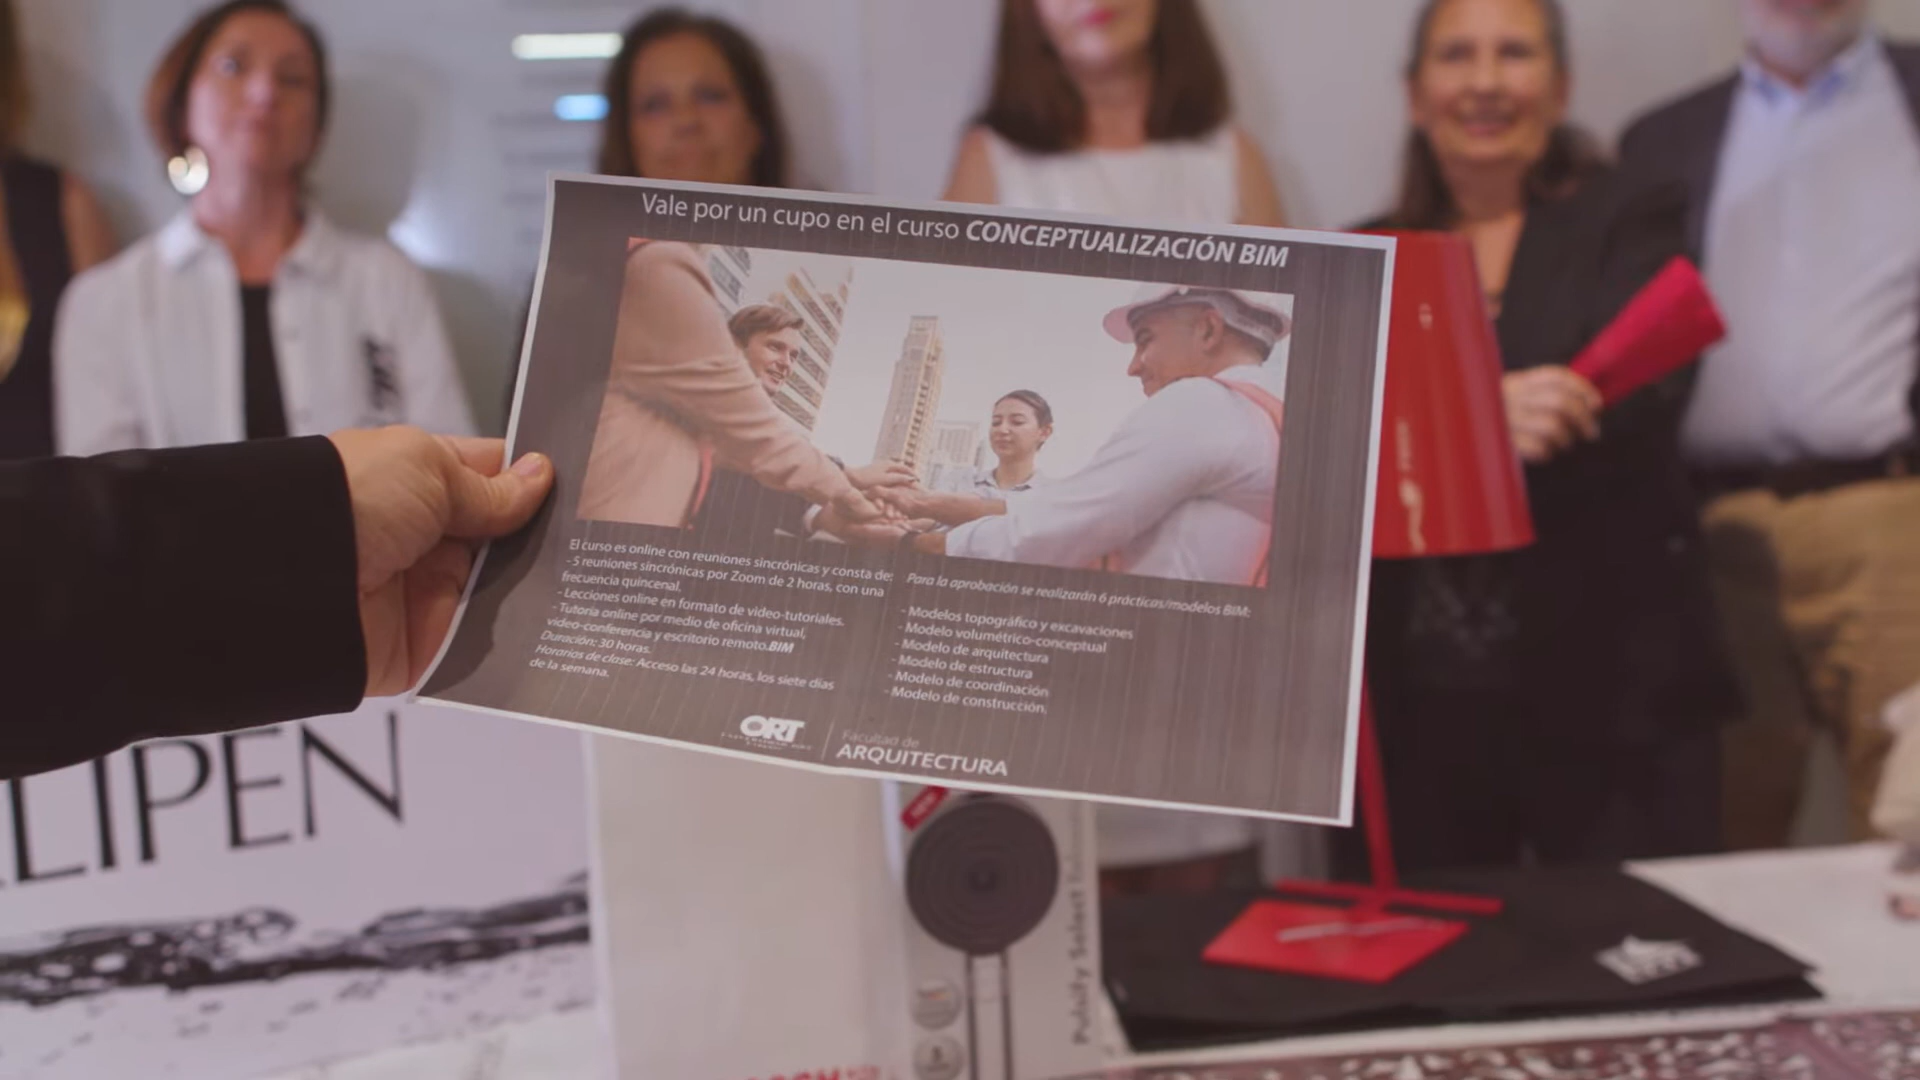 Vale por un cupo en el curso CONCEPTUALIZACIÓN BIM
El curso es online con reuniones sincrónicas y consta de:
- 5 reuniones sincrónicas por Zoom de 2 horas, con una
frecuencia quincenal.
- Lecciones online en formato de video-tutoriales.
- Tutoría online por medio de oficina virtual,
video-conferencia y escritorio remoto.BIM
Duración: 30 horas.
Horarios de clase: Acceso las 24 horas, los siete días
de la semana.
Para la aprobación se realizarán 6 prácticas/modelos BIM:
- Modelos topográfico y excavaciones
- Modelo volumétrico-conceptual
- Modelo de arquitectura
- Modelo de estructura
- Modelo de coordinación
- Modelo de construcción.
ORT
Facultad de
ARQUITECTURA
LIPEN
Pulsify Select